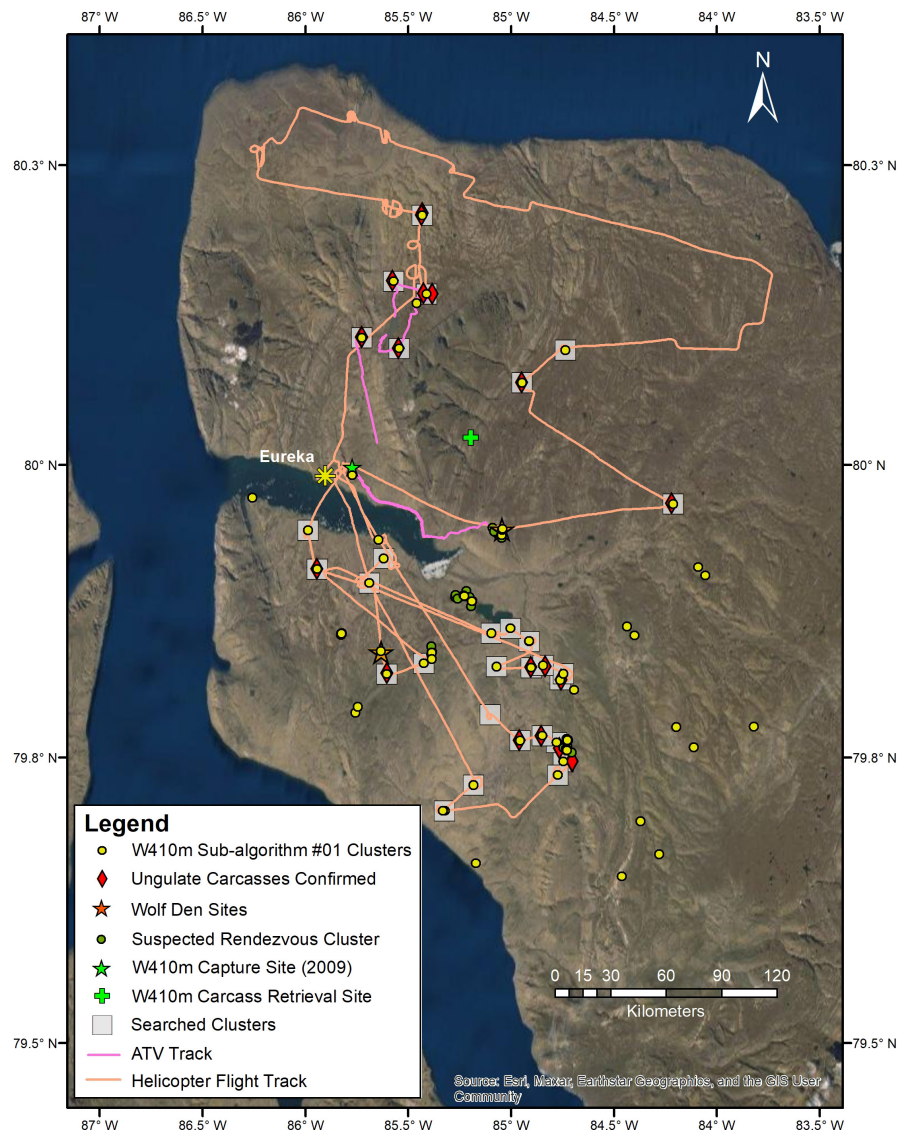 87° W 86° W 85.5° W 85° W 84.5° W 84° W 83.5° W
N
80.3° N 80.3° N
Eureka
80° N 80° N
79.8° N 79.8° N
Legend
W410m Sub-algorithm #01 Clusters
Ungulate Carcasses Confirmed
Wolf Den Sites
Suspected Rendezvous Cluster
W410m Capture Site (2009)
W410m Carcass Retrieval Site
Searched Clusters
ATV Track
Helicopter Flight Track
0 15 30 60 90 120
Kilometers
79.5° N 79.5° N
Source: Esri, Maxar, Earthstar Geographics, and the GIS User
Community
87° W 86° W 85.5° W 85° W 84.5° W 84° W 83.5° W